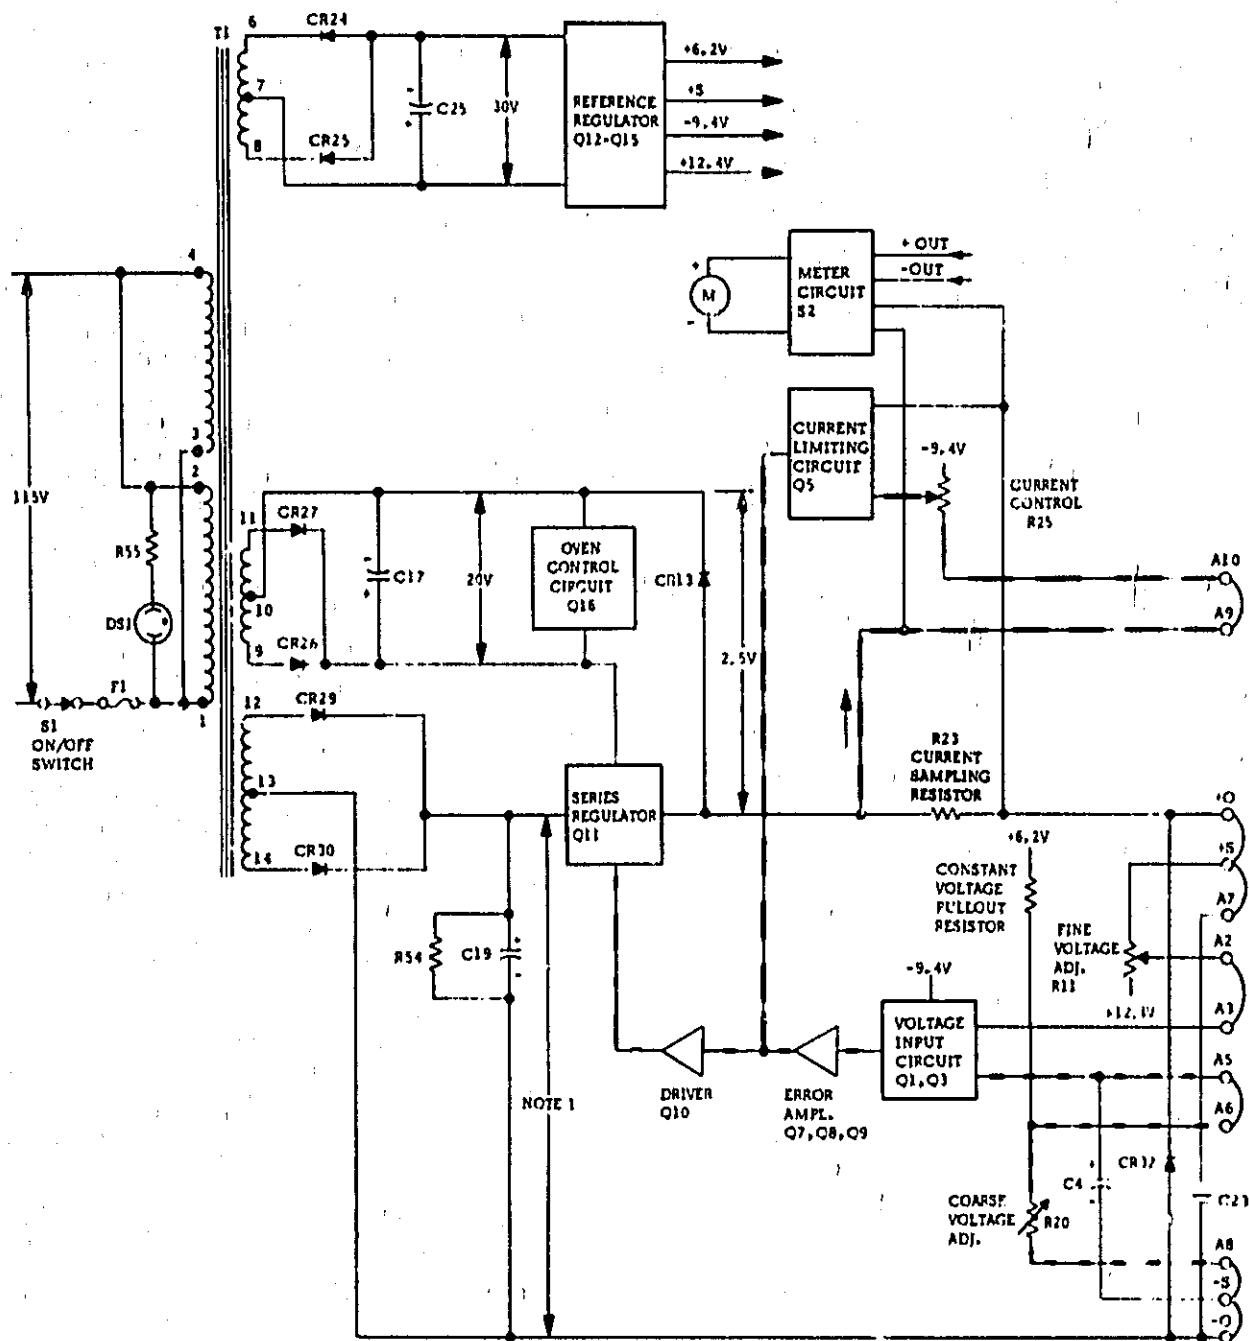 T1
6
CR24
7
8
CR25
C25
-
+
30V
REFERENCE
REGULATOR
Q12-Q15
+6.2V
+S
-9.4V
+12.4V
4
3
2
1
115V
R55
DS1
F1
S1
ON/OFF
SWITCH
+
M
-
METER
CIRCUIT
S2
+ OUT
-OUT
CURRENT
LIMITING
CIRCUIT
Q5
-9.4V
CURRENT
CONTROL
R25
A10
A9
11
CR27
10
9
CR26
-
C17
+
20V
OVEN
CONTROL
CIRCUIT
Q16
CR13
2.5V
12
CR29
13
14
CR30
SERIES
REGULATOR
Q11
R23
CURRENT
SAMPLING
RESISTOR
+O
+S
A7
A2
A5
A6
A8
-S
-O
+6.2V
CONSTANT
VOLTAGE
PULLOUT
RESISTOR
FINE
VOLTAGE
ADJ.
R11
R54
C19
+
-
NOTE 1
DRIVER
Q10
ERROR
AMPL.
Q7,Q8,Q9
-9.4V
VOLTAGE
INPUT
CIRCUIT
Q1,Q3
COARSE
VOLTAGE
ADJ.
R20
+
C4
-
C23